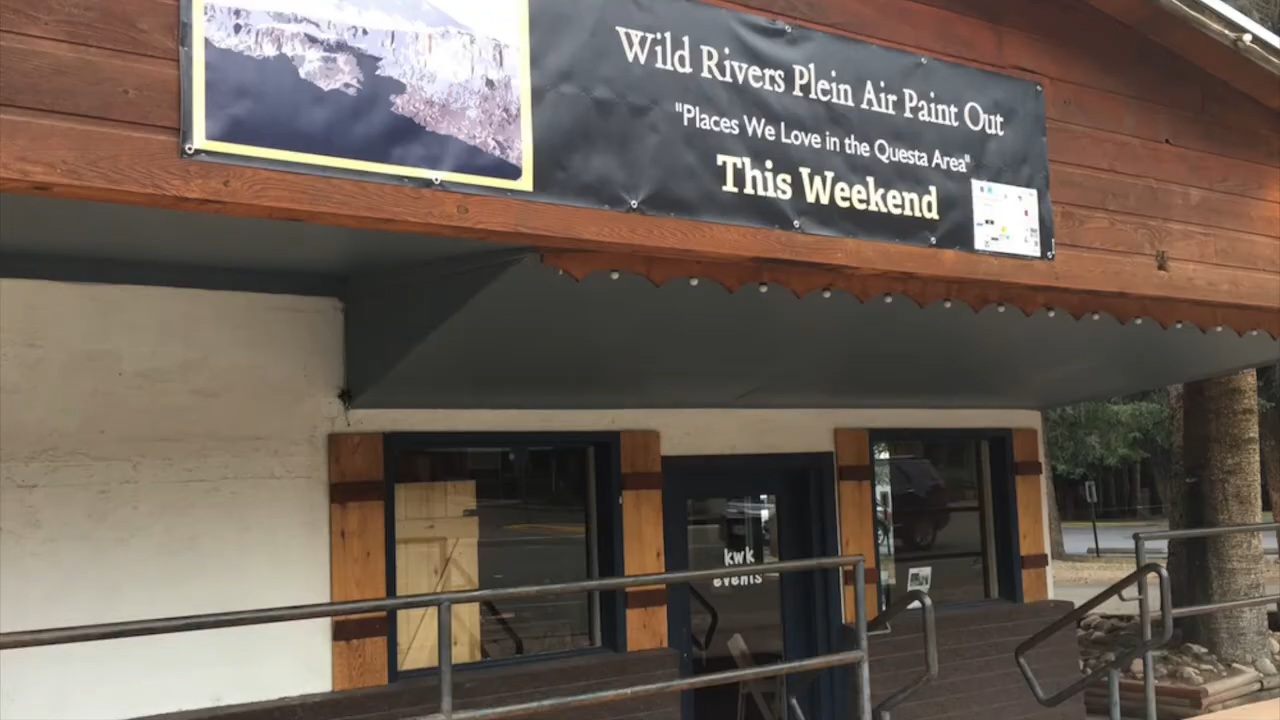 Wild Rivers Plein Air Paint Out
"Places We Love in the Questa Area"
This Weekend
kwk
events